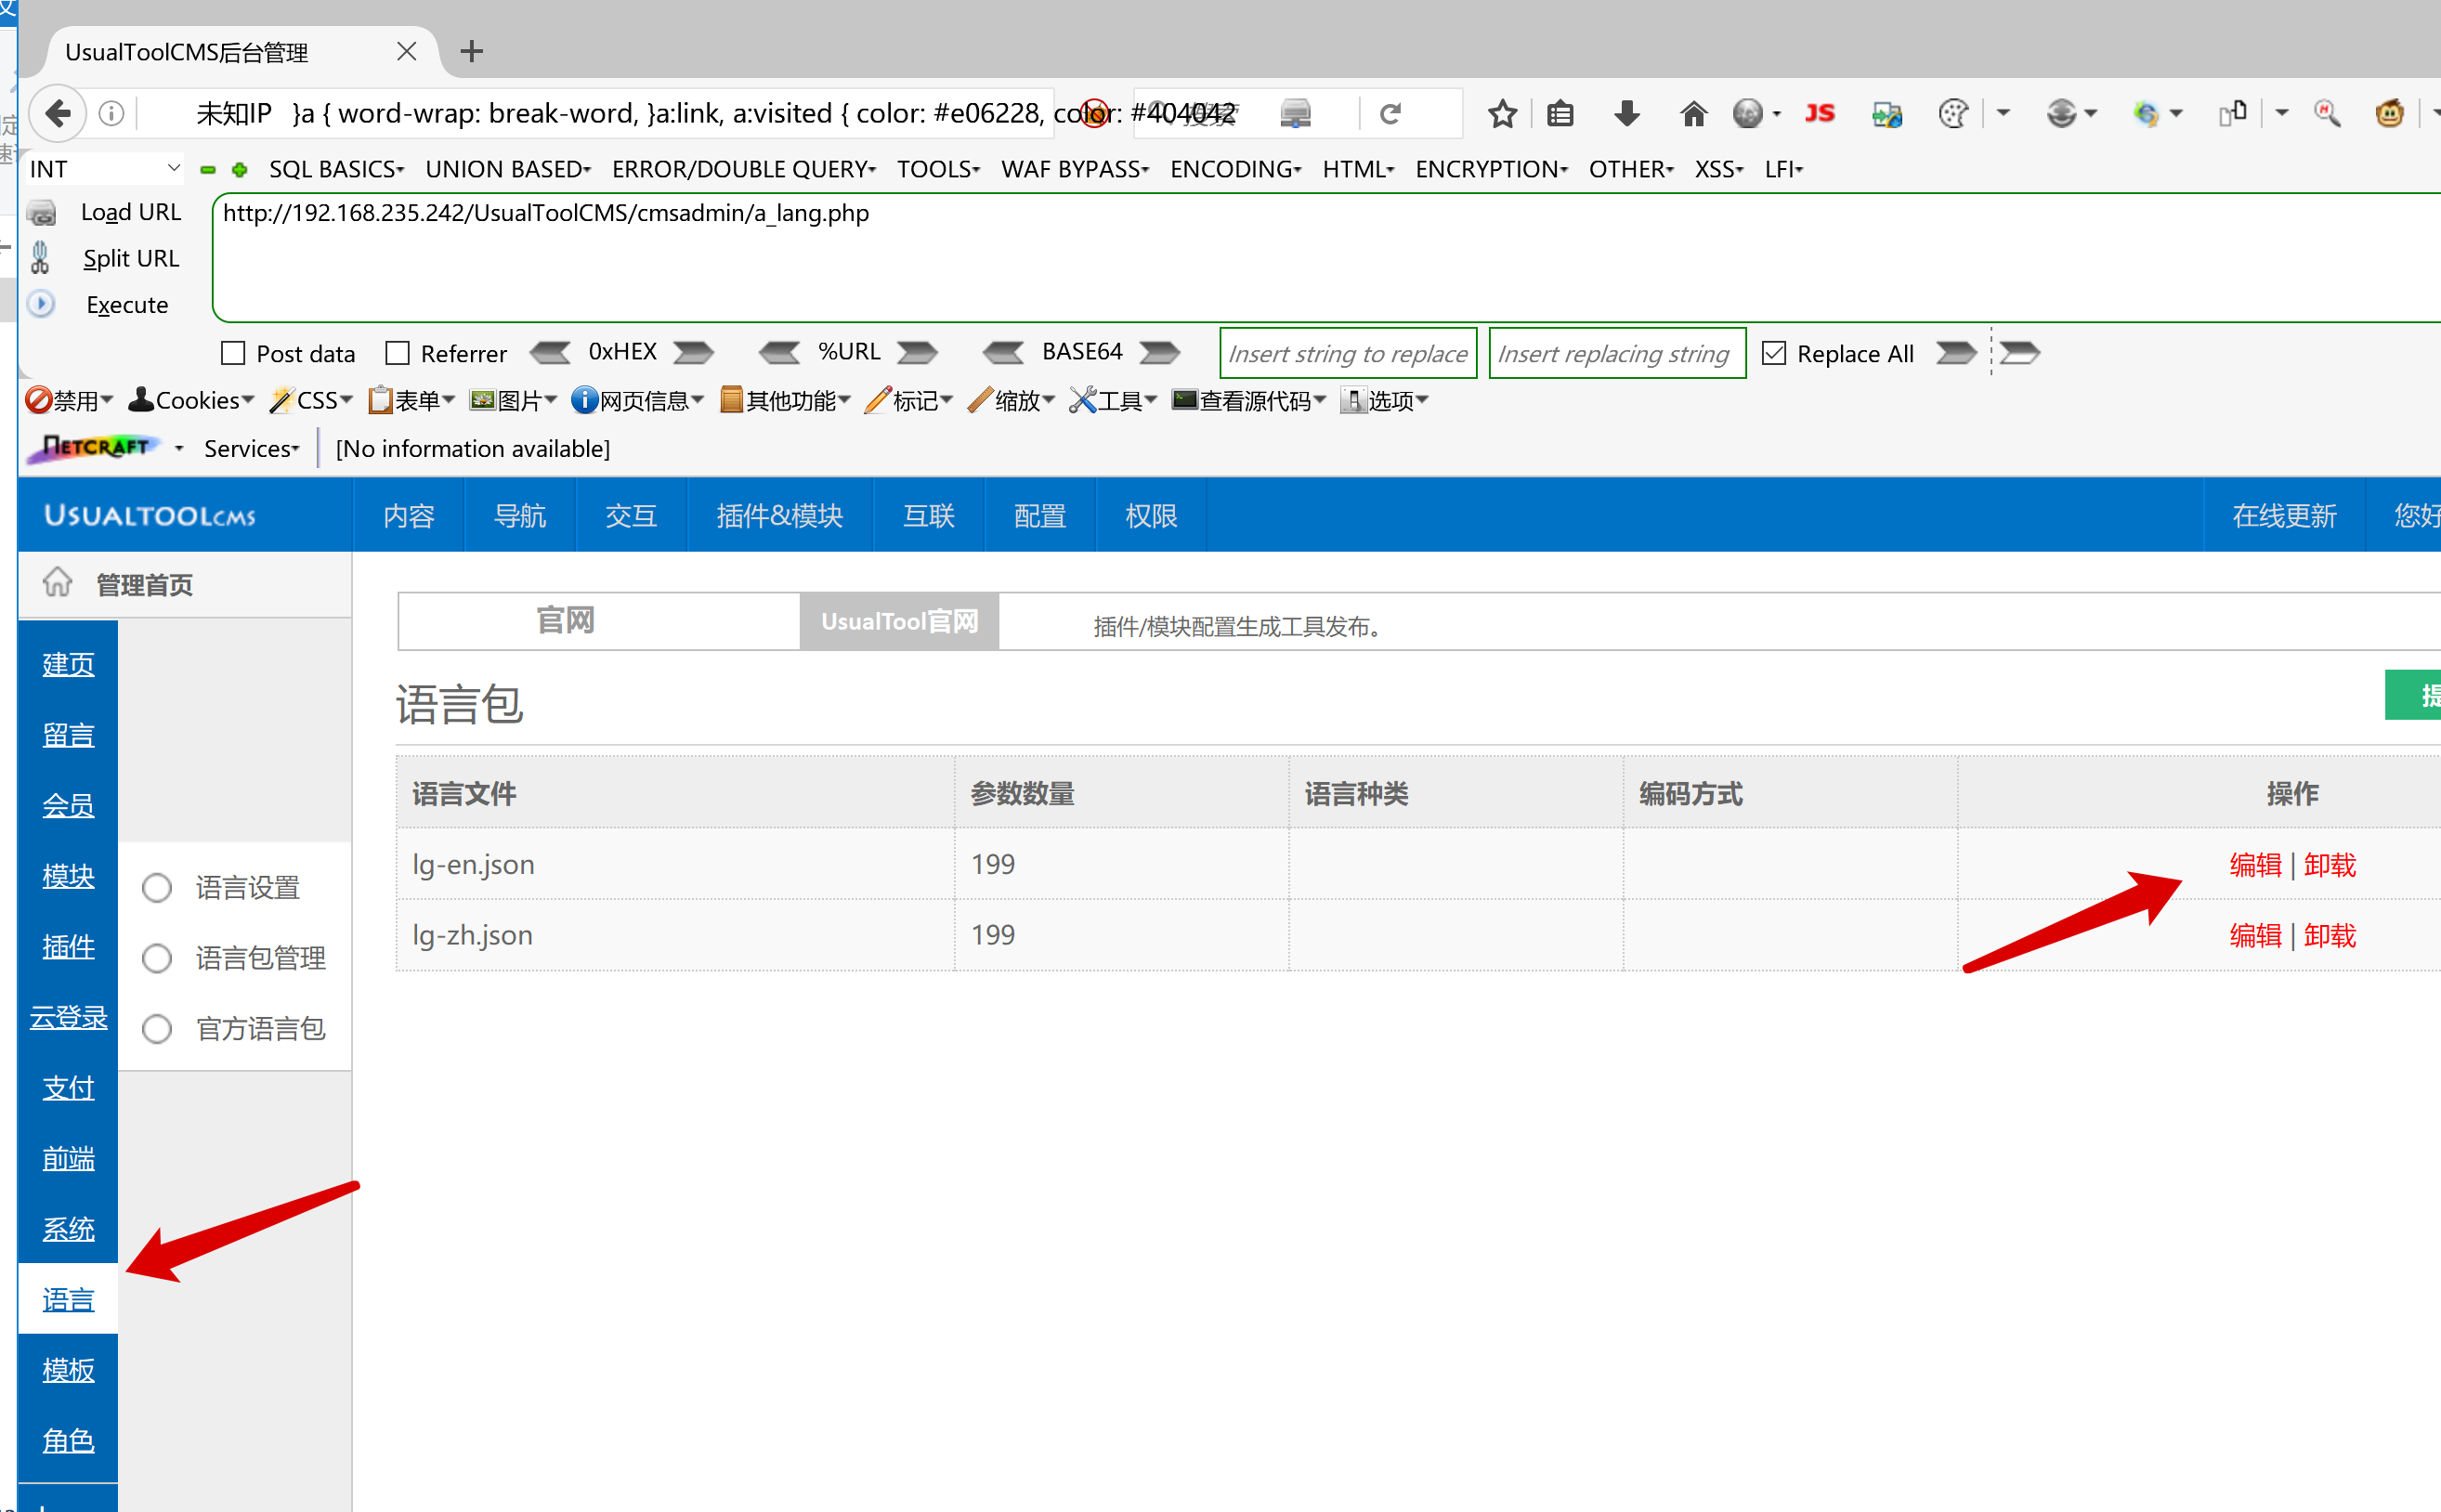 UsualToolCMS后台管理
未知IP }a { word-wrap: break-word, }a:link, a:visited { color: #e06228, color: #404042
INT SQL BASICS UNION BASED ERROR/DOUBLE QUERY TOOLS WAF BYPASS ENCODING HTML ENCRYPTION OTHER XSS LFI
Load URL http://192.168.235.242/UsualToolCMS/cmsadmin/a_lang.php
Split URL
Execute
Post data Referrer 0xHEX %URL BASE64 Insert string to replace Insert replacing string Replace All
禁用 Cookies CSS 表单 图片 网页信息 其他功能 标记 缩放 工具 查看源代码 选项
NETCRAFT Services [No information available]
USUALTOOLCMS 内容 导航 交互 插件&模块 互联 配置 权限 在线更新 您好
管理首页
官网 UsualTool官网 插件/模块配置生成工具发布。
建页
留言
会员
模块
插件
云登录
支付
前端
系统
语言
模板
角色
语言设置
语言包管理
官方语言包
语言包
语言文件 参数数量 语言种类 编码方式 操作
lg-en.json 199 编辑 | 卸载
lg-zh.json 199 编辑 | 卸载